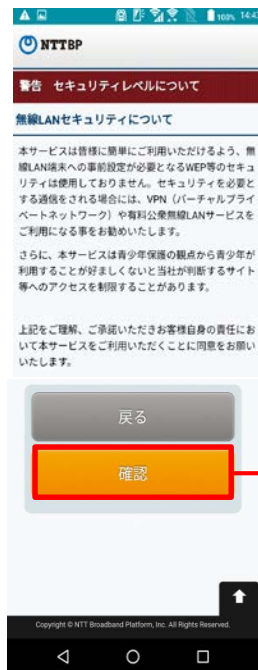 100% 14:43
NTTBP
警告 セキュリティレベルについて
無線LANセキュリティについて
本サービスは皆様に簡単にご利用いただけるよう、無
線LAN端末への事前設定が必要となるWEP等のセキュ
リティは使用しておりません。セキュリティを必要と
する通信をされる場合には、VPN（バーチャルプライ
ベートネットワーク）や有料公衆無線LANサービスを
ご利用になる事をお勧めいたします。
さらに、本サービスは青少年保護の観点から青少年が
利用することが好ましくないと当社が判断するサイト
等へのアクセスを制限することがあります。
上記をご理解、ご承諾いただきお客様自身の責任にお
いて本サービスをご利用いただくことに同意をお願い
いたします。
戻る
確認
Copyright © NTT Broadband Platform, Inc. All Rights Reserved.